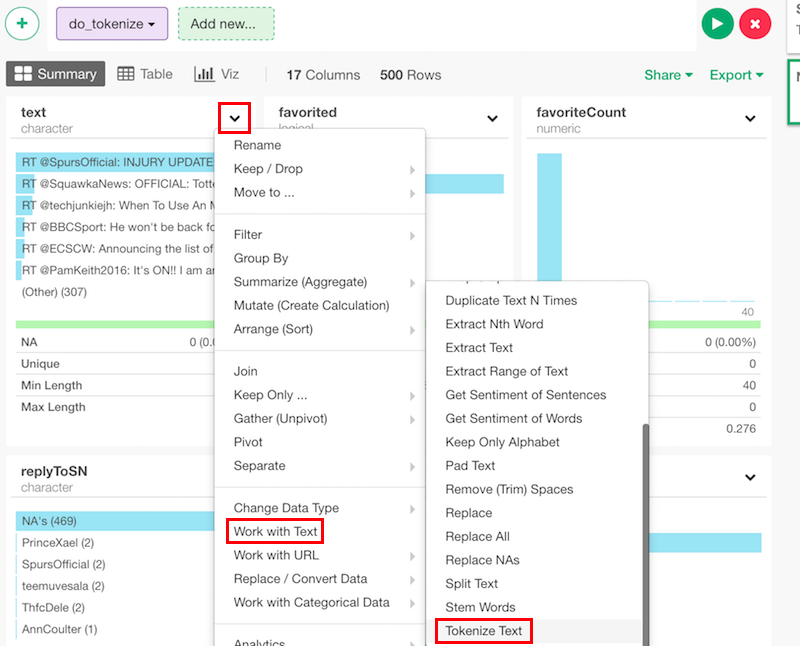 +
do_tokenize
Add new...
Summary
Table
Viz
17 Columns
500 Rows
Share
Export
text
character
RT @SpursOfficial: INJURY UPDATE
RT @SquawkaNews: OFFICIAL: Totte
RT @techjunkiejh: When To Use An M
RT @BBCSport: He won't be back fo
RT @ECSCW: Announcing the list of
RT @PamKeith2016: It's ON!! I am an
(Other) (307)
NA
0 (0.0
Unique
Min Length
Max Length
favorited
logical
favoriteCount
numeric
40
0 (0.00%)
0
40
0
0.276
replyToSN
character
NA's (469)
PrinceXael (2)
SpursOfficial (2)
teemuvesala (2)
ThfcDele (2)
AnnCoulter (1)
Rename
Keep / Drop
Move to ...
Filter
Group By
Summarize (Aggregate)
Mutate (Create Calculation)
Arrange (Sort)
Join
Keep Only ...
Gather (Unpivot)
Pivot
Separate
Change Data Type
Work with Text
Work with URL
Replace / Convert Data
Work with Categorical Data
Analytics
Duplicate Text N Times
Extract Nth Word
Extract Text
Extract Range of Text
Get Sentiment of Sentences
Get Sentiment of Words
Keep Only Alphabet
Pad Text
Remove (Trim) Spaces
Replace
Replace All
Replace NAs
Split Text
Stem Words
Tokenize Text